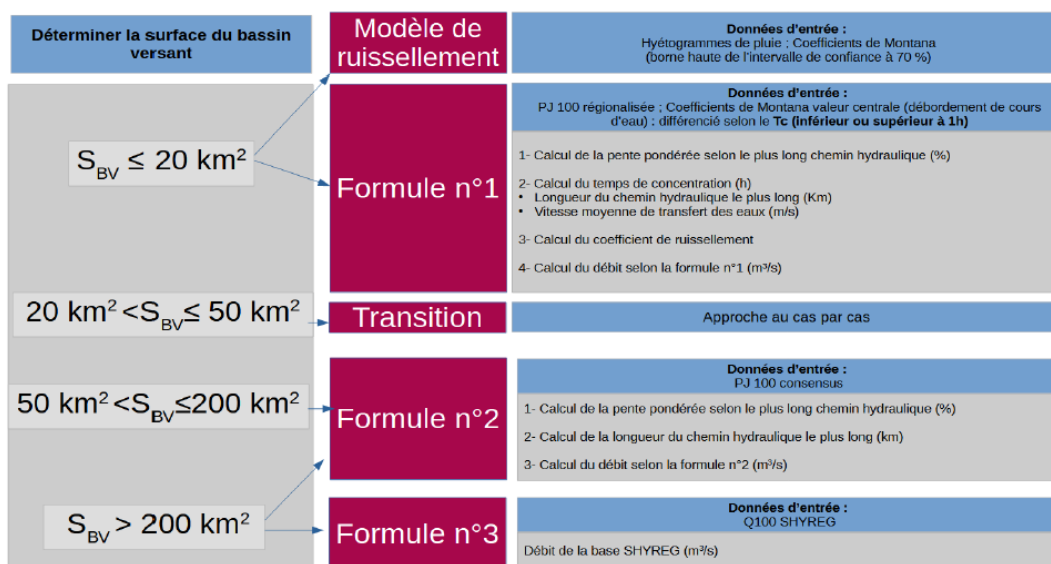 Déterminer la surface du bassin
versant
Modèle de
ruissellement
Données d'entrée :
Hyétogrammes de pluie ; Coefficients de Montana
(borne haute de l'intervalle de confiance à 70 %)
S_BV ≤ 20 km²
Formule n°1
Données d'entrée :
PJ 100 régionalisée ; Coefficients de Montana valeur centrale (débordement de cours
d'eau) : différencié selon le Tc (inférieur ou supérieur à 1h)
1- Calcul de la pente pondérée selon le plus long chemin hydraulique (%)
2- Calcul du temps de concentration (h)
• Longueur du chemin hydraulique le plus long (Km)
• Vitesse moyenne de transfert des eaux (m/s)
3- Calcul du coefficient de ruissellement
4- Calcul du débit selon la formule n°1 (m³/s)
20 km² <S_BV≤ 50 km²
Transition
Approche au cas par cas
50 km² <S_BV≤200 km²
Formule n°2
Données d'entrée :
PJ 100 consensus
1- Calcul de la pente pondérée selon le plus long chemin hydraulique (%)
2- Calcul de la longueur du chemin hydraulique le plus long (km)
3- Calcul du débit selon la formule n°2 (m³/s)
S_BV > 200 km²
Formule n°3
Données d'entrée :
Q100 SHYREG
Débit de la base SHYREG (m³/s)